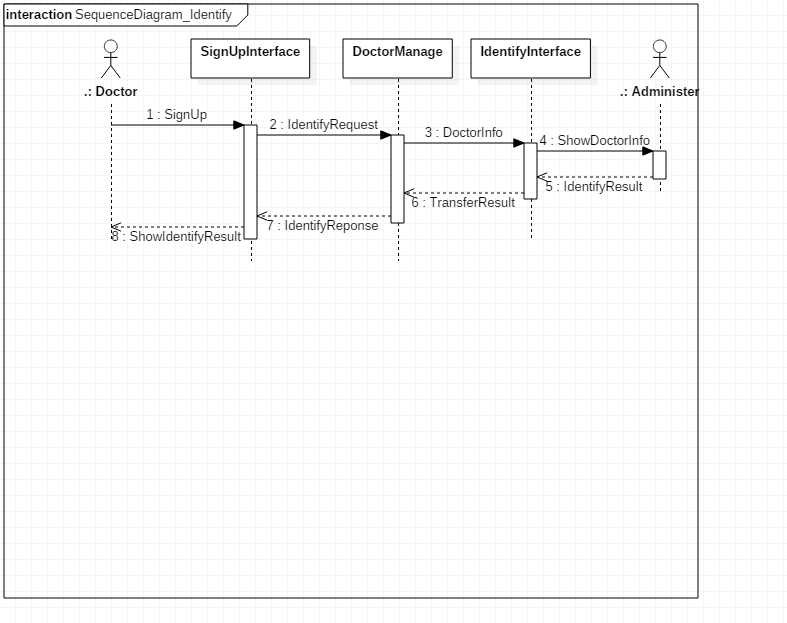 interaction SequenceDiagram_Identify
SignUpInterface
DoctorManage
IdentifyInterface
.: Doctor
.: Administer
1 : SignUp
2 : IdentifyRequest
3 : DoctorInfo
4 : ShowDoctorInfo
5 : IdentifyResult
6 : TransferResult
7 : IdentifyReponse
8 : ShowIdentifyResult